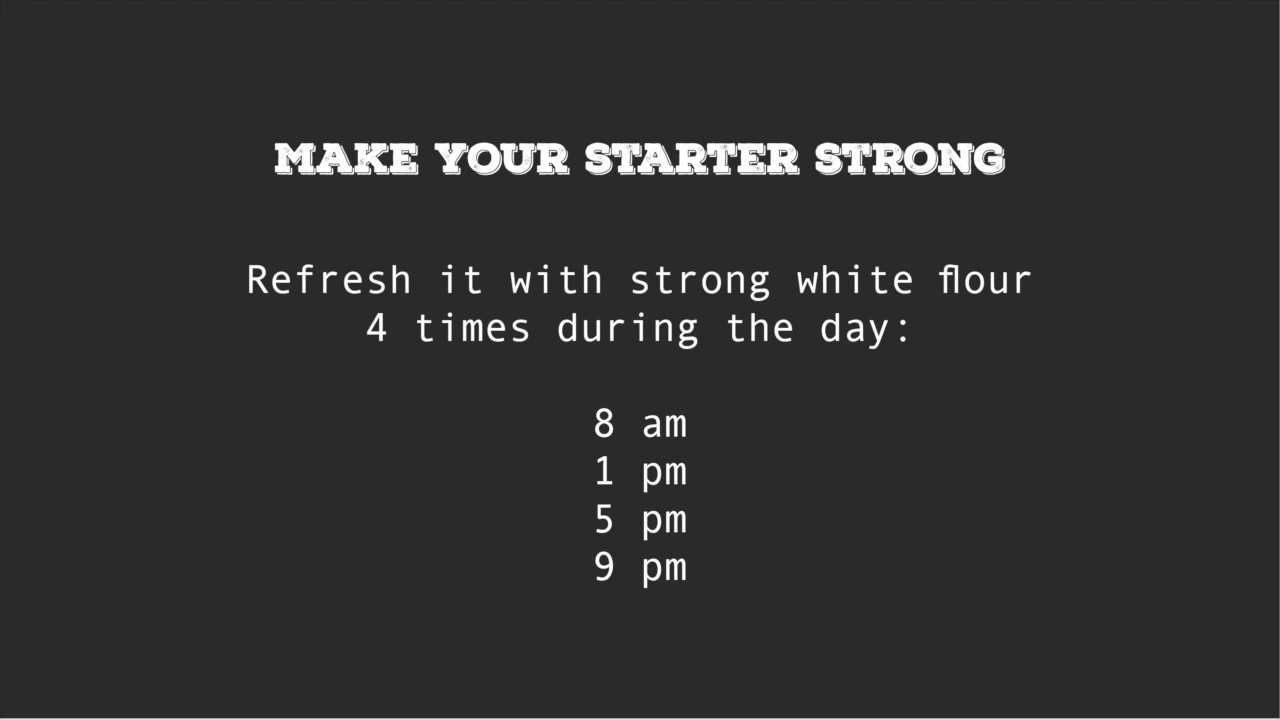 MAKE YOUR STARTER STRONG
Refresh it with strong white flour
4 times during the day:
8 am
1 pm
5 pm
9 pm